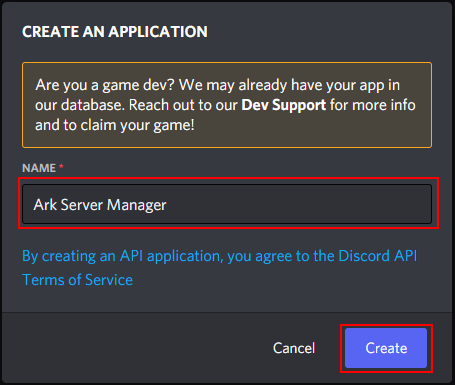 CREATE AN APPLICATION
Are you a game dev? We may already have your app in
our database. Reach out to our Dev Support for more info
and to claim your game!
NAME *
Ark Server Manager
By creating an API application, you agree to the Discord API
Terms of Service
Cancel
Create